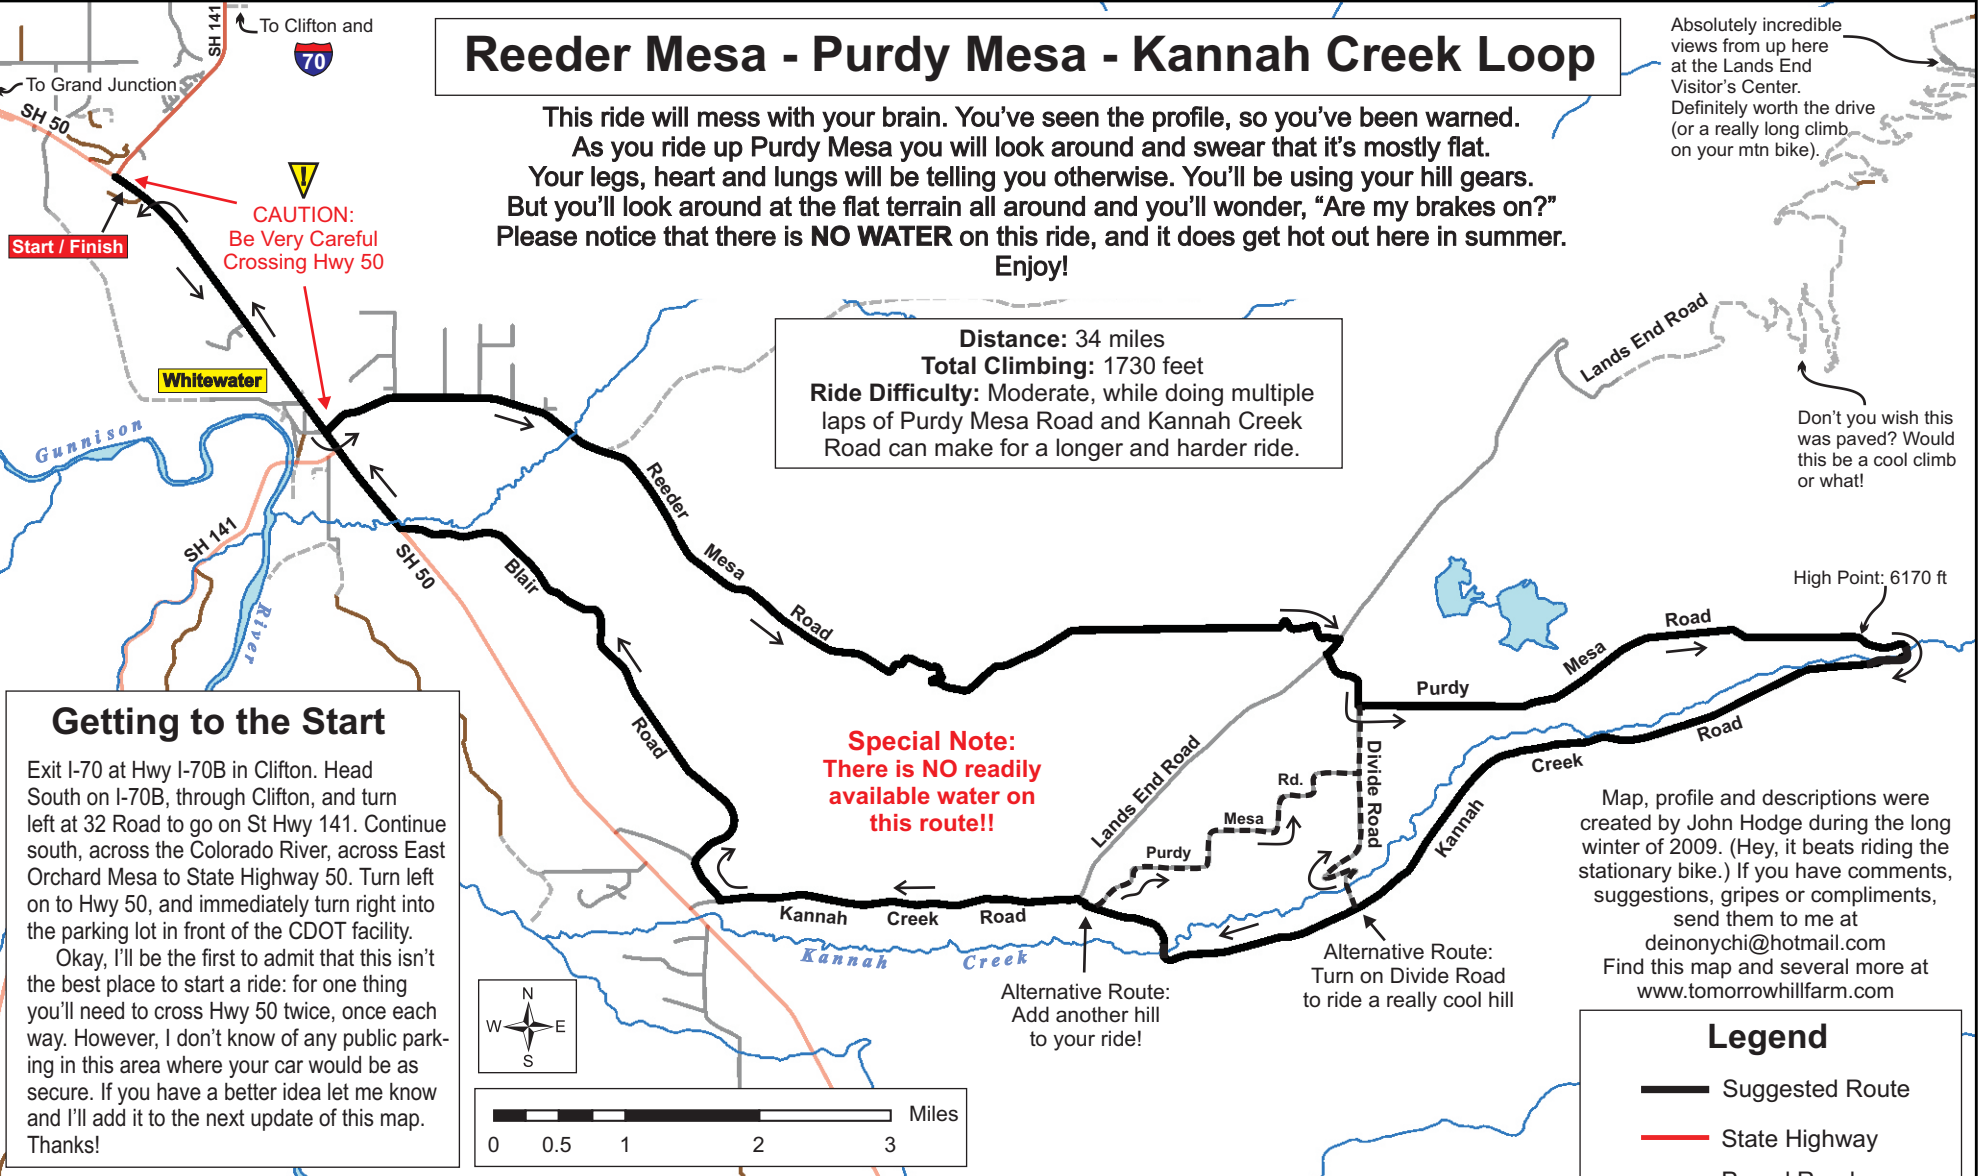 Reeder Mesa - Purdy Mesa - Kannah Creek Loop
This ride will mess with your brain. You've seen the profile, so you've been warned.
As you ride up Purdy Mesa you will look around and swear that it's mostly flat.
Your legs, heart and lungs will be telling you otherwise. You'll be using your hill gears.
But you'll look around at the flat terrain all around and you'll wonder, “Are my brakes on?”
Please notice that there is NO WATER on this ride, and it does get hot out here in summer.
Enjoy!
Distance: 34 miles
Total Climbing: 1730 feet
Ride Difficulty: Moderate, while doing multiple
laps of Purdy Mesa Road and Kannah Creek
Road can make for a longer and harder ride.
SH 141
To Clifton and
70
To Grand Junction
SH 50
!
CAUTION:
Be Very Careful
Crossing Hwy 50
Start / Finish
Whitewater
Gunnison
River
SH 141
SH 50
Absolutely incredible
views from up here
at the Lands End
Visitor's Center.
Definitely worth the drive
(or a really long climb
on your mtn bike).
Lands End Road
Don't you wish this
was paved? Would
this be a cool climb
or what!
High Point: 6170 ft
Reeder
Mesa
Road
Blair
Road
Purdy
Mesa
Road
Special Note:
There is NO readily
available water on
this route!!
Lands End Road
Divide Road
Purdy
Mesa
Rd.
Kannah
Creek
Road
Kannah
Creek
Road
Kannah
Creek
Alternative Route:
Add another hill
to your ride!
Alternative Route:
Turn on Divide Road
to ride a really cool hill
Getting to the Start
Exit I-70 at Hwy I-70B in Clifton. Head
South on I-70B, through Clifton, and turn
left at 32 Road to go on St Hwy 141. Continue
south, across the Colorado River, across East
Orchard Mesa to State Highway 50. Turn left
on to Hwy 50, and immediately turn right into
the parking lot in front of the CDOT facility.
Okay, I'll be the first to admit that this isn't
the best place to start a ride: for one thing
you'll need to cross Hwy 50 twice, once each
way. However, I don't know of any public park-
ing in this area where your car would be as
secure. If you have a better idea let me know
and I'll add it to the next update of this map.
Thanks!
N
W
E
S
Miles
0 0.5 1 2 3
Map, profile and descriptions were
created by John Hodge during the long
winter of 2009. (Hey, it beats riding the
stationary bike.) If you have comments,
suggestions, gripes or compliments,
send them to me at
deinonychi@hotmail.com
Find this map and several more at
www.tomorrowhillfarm.com
Legend
Suggested Route
State Highway